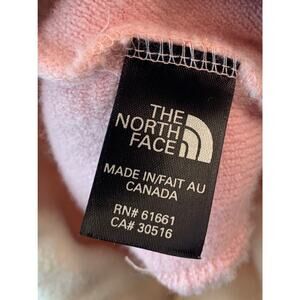 THE
NORTH
FACE
MADE IN/FAIT AU
CANADA
RN# 61661
CA# 30516